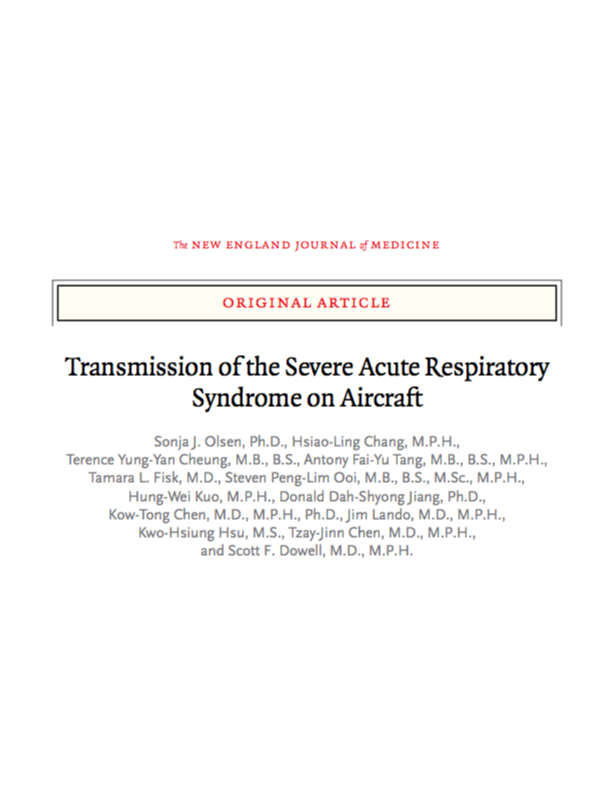 The NEW ENGLAND JOURNAL of MEDICINE
ORIGINAL ARTICLE
Transmission of the Severe Acute Respiratory
Syndrome on Aircraft
Sonja J. Olsen, Ph.D., Hsiao-Ling Chang, M.P.H.,
Terence Yung-Yan Cheung, M.B., B.S., Antony Fai-Yu Tang, M.B., B.S., M.P.H.,
Tamara L. Fisk, M.D., Steven Peng-Lim Ooi, M.B., B.S., M.Sc., M.P.H.,
Hung-Wei Kuo, M.P.H., Donald Dah-Shyong Jiang, Ph.D.,
Kow-Tong Chen, M.D., M.P.H., Ph.D., Jim Lando, M.D., M.P.H.,
Kwo-Hsiung Hsu, M.S., Tzay-Jinn Chen, M.D., M.P.H.,
and Scott F. Dowell, M.D., M.P.H.